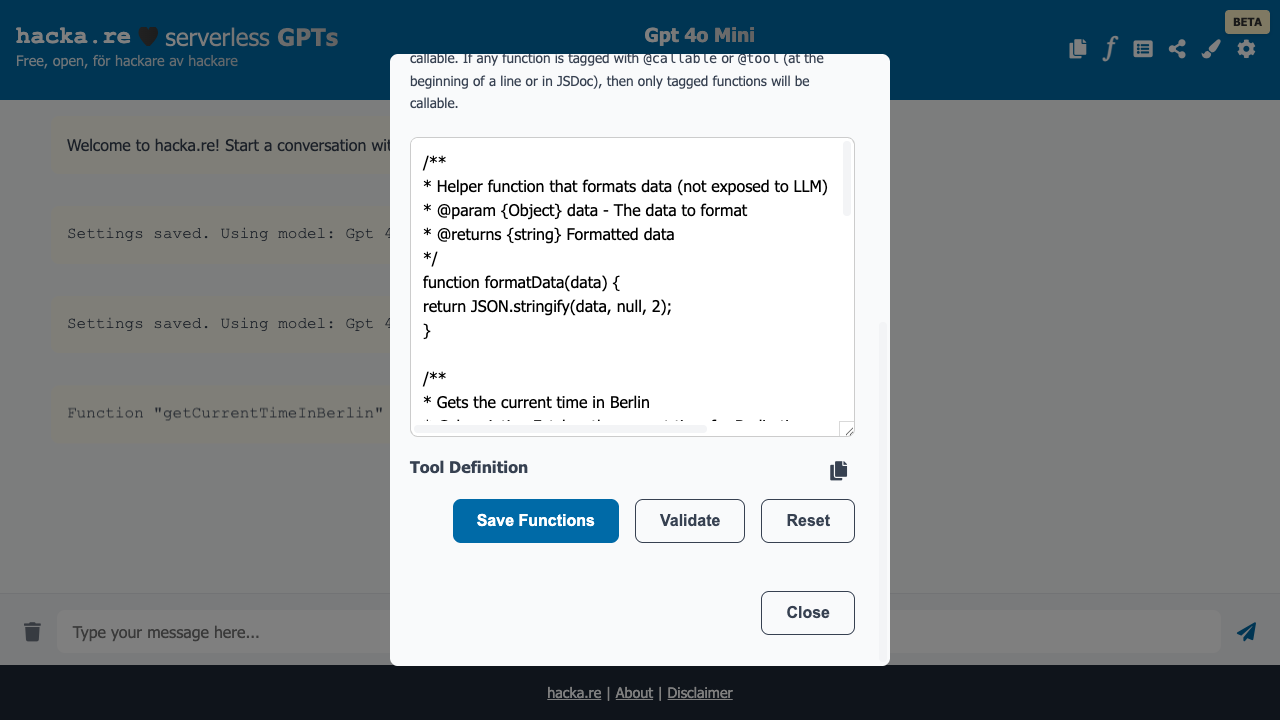 hacka.re 🖤 serverless GPTs
Free, open, för hackare av hackare
Gpt 4o Mini
BETA
callable. If any function is tagged with @callable or @tool (at the
beginning of a line or in JSDoc), then only tagged functions will be
callable.
Welcome to hacka.re! Start a conversation wit
Settings saved. Using model: Gpt 4
Settings saved. Using model: Gpt 4
Function "getCurrentTimeInBerlin"
/**
* Helper function that formats data (not exposed to LLM)
* @param {Object} data - The data to format
* @returns {string} Formatted data
*/
function formatData(data) {
return JSON.stringify(data, null, 2);
}
/**
* Gets the current time in Berlin
Tool Definition
Save Functions
Validate
Reset
Close
Type your message here...
hacka.re | About | Disclaimer